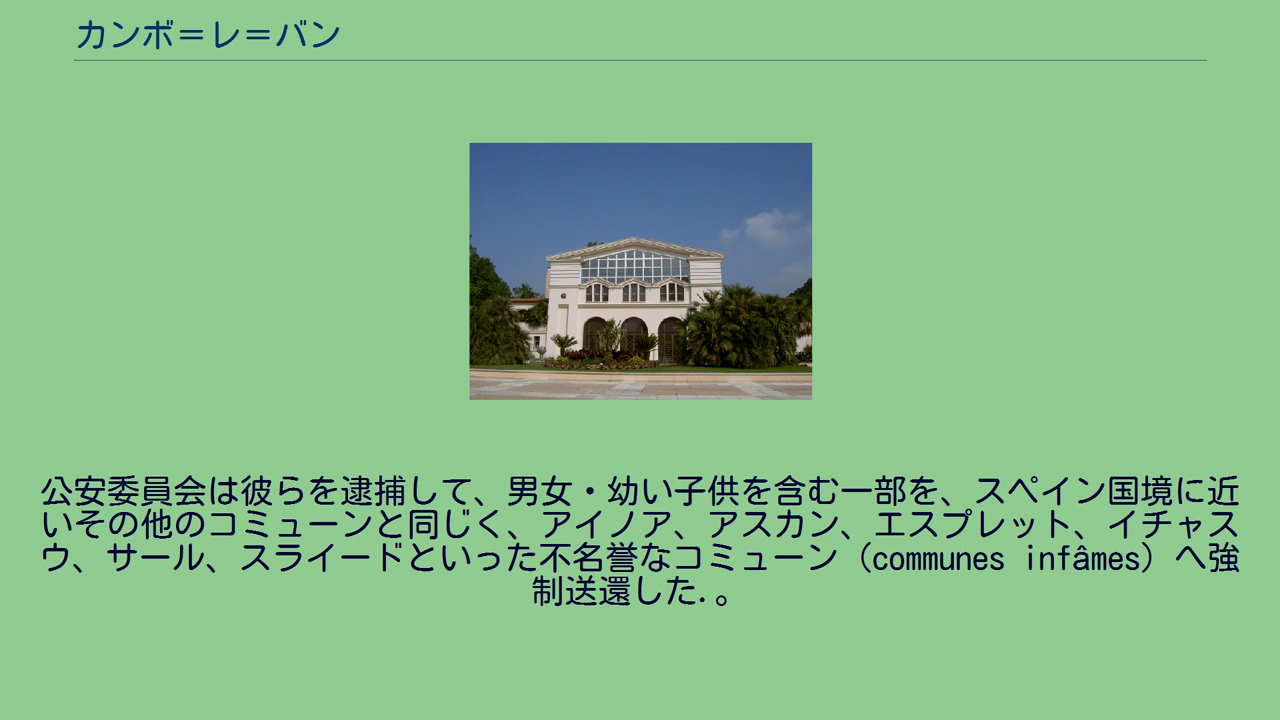 カンボ＝レ＝バン
公安委員会は彼らを逮捕して、男女・幼い子供を含む一部を、スペイン国境に近
いその他のコミューンと同じく、アイノア、アスカン、エスプレット、イチャス
ウ、サール、スライードといった不名誉なコミューン（communes infâmes）へ強
制送還した.。